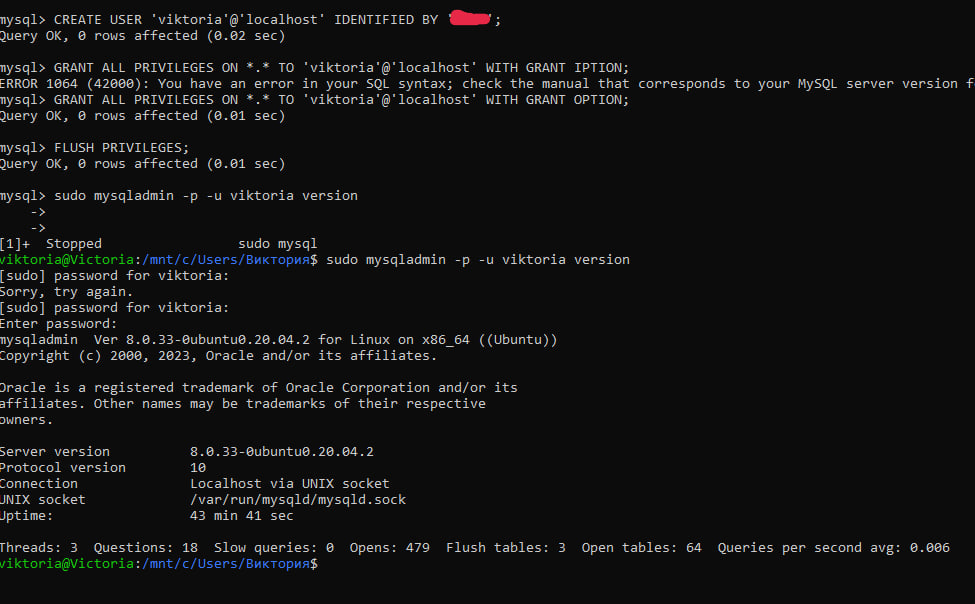 mysql> CREATE USER 'viktoria'@'localhost' IDENTIFIED BY ' ';
Query OK, 0 rows affected (0.02 sec)
mysql> GRANT ALL PRIVILEGES ON *.* TO 'viktoria'@'localhost' WITH GRANT IPTION;
ERROR 1064 (42000): You have an error in your SQL syntax; check the manual that corresponds to your MySQL server version f
mysql> GRANT ALL PRIVILEGES ON *.* TO 'viktoria'@'localhost' WITH GRANT OPTION;
Query OK, 0 rows affected (0.01 sec)
mysql> FLUSH PRIVILEGES;
Query OK, 0 rows affected (0.01 sec)
mysql> sudo mysqladmin -p -u viktoria version
->
->
[1]+  Stopped                 sudo mysql
viktoria@Victoria:/mnt/c/Users/Виктория$ sudo mysqladmin -p -u viktoria version
[sudo] password for viktoria:
Sorry, try again.
[sudo] password for viktoria:
Enter password:
mysqladmin  Ver 8.0.33-0ubuntu0.20.04.2 for Linux on x86_64 ((Ubuntu))
Copyright (c) 2000, 2023, Oracle and/or its affiliates.
Oracle is a registered trademark of Oracle Corporation and/or its
affiliates. Other names may be trademarks of their respective
owners.
Server version          8.0.33-0ubuntu0.20.04.2
Protocol version        10
Connection              Localhost via UNIX socket
UNIX socket             /var/run/mysqld/mysqld.sock
Uptime:                 43 min 41 sec
Threads: 3  Questions: 18  Slow queries: 0  Opens: 479  Flush tables: 3  Open tables: 64  Queries per second avg: 0.006
viktoria@Victoria:/mnt/c/Users/Виктория$